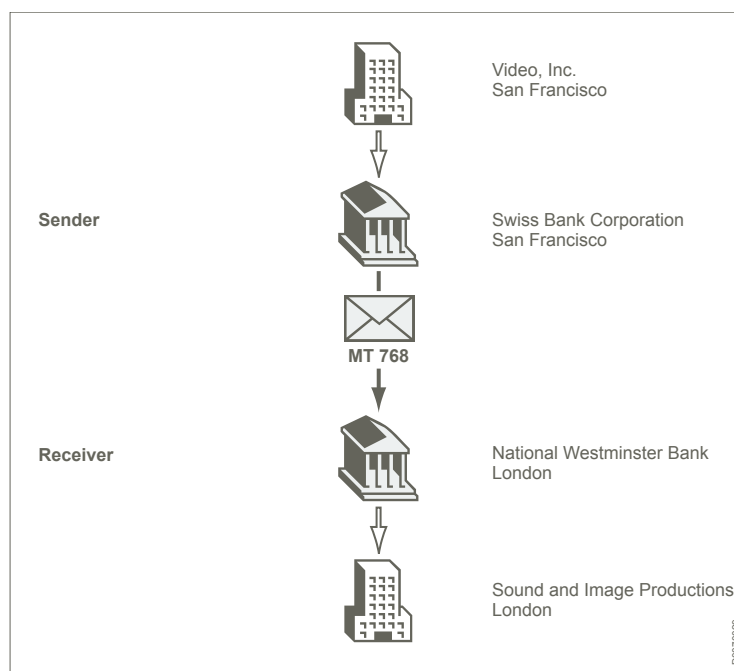 Video, Inc.
San Francisco
Sender
Swiss Bank Corporation
San Francisco
MT 768
Receiver
National Westminster Bank
London
Sound and Image Productions
London